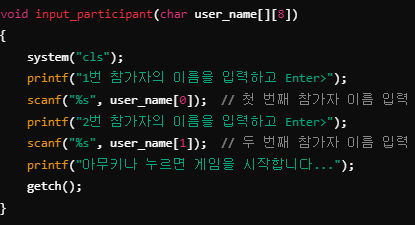 void input_participant(char user_name[][8])
{
    system("cls");
    printf("1번 참가자의 이름을 입력하고 Enter>");
    scanf("%s", user_name[0]);  // 첫 번째 참가자 이름 입력
    printf("2번 참가자의 이름을 입력하고 Enter>");
    scanf("%s", user_name[1]);  // 두 번째 참가자 이름 입력
    printf("아무키나 누르면 게임을 시작합니다...");
    getch();
}